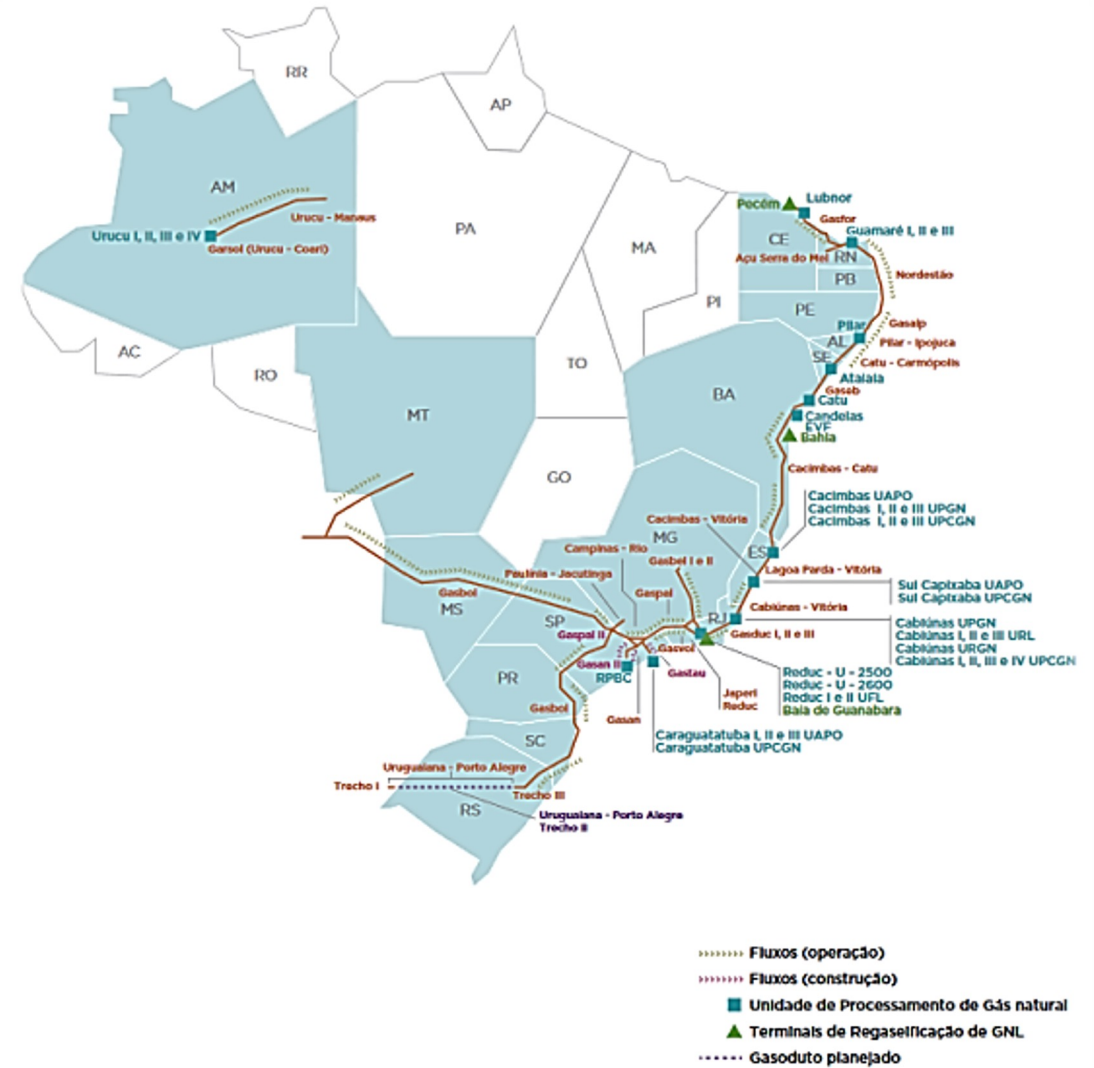 RR
AP
AM
Urucu - Manaus
Urucu I, II, III e IV
Garsol (Urucu - Coari)
PA
MA
PI
AC
RO
TO
MT
GO
Pecém
Lubnor
Gasfor
Guamaré I, II e III
CE
Açu Serra do Mel
RN
PB
Nordestão
PE
Pilar
Gasalp
AL
Pilar - Ipojuca
SE
Catu - Carmópolis
Atalaia
Gaseb
BA
Catu
Candeias
EVF
Bahia
Cacimbas - Catu
Cacimbas UAPO
Cacimbas I, II e III UPGN
Cacimbas I, II e III UPCGN
Cacimbas - Vitória
MG
ES
Campinas - Rio
Gasbel I e II
Lagoa Parda - Vitória
Paulínia - Jacutinga
Sul Capixaba UAPO
Sul Capixaba UPCGN
Gasbol
MS
Gaspal
Cabiúnas - Vitória
SP
RJ
Cabiúnas UPGN
Cabiúnas I, II e III URL
Cabiúnas URGN
Cabiúnas I, II, III e IV UPCGN
Gaspal II
Gasduc I, II e III
Gasvol
Gasan II
RPBC
Gastau
Reduc - U - 2500
Reduc - U - 2600
Reduc I e II UFL
Baia de Guanabara
PR
Japeri
Reduc
Gasbol
Gasan
Caraguatatuba I, II e III UAPO
Caraguatatuba UPCGN
SC
Uruguaiana - Porto Alegre
Trecho I
Trecho III
RS
Uruguaiana - Porto Alegre
Trecho II
Fluxos (operação)
Fluxos (construção)
Unidade de Processamento de Gás natural
Terminais de Regaseificação de GNL
Gasoduto planejado